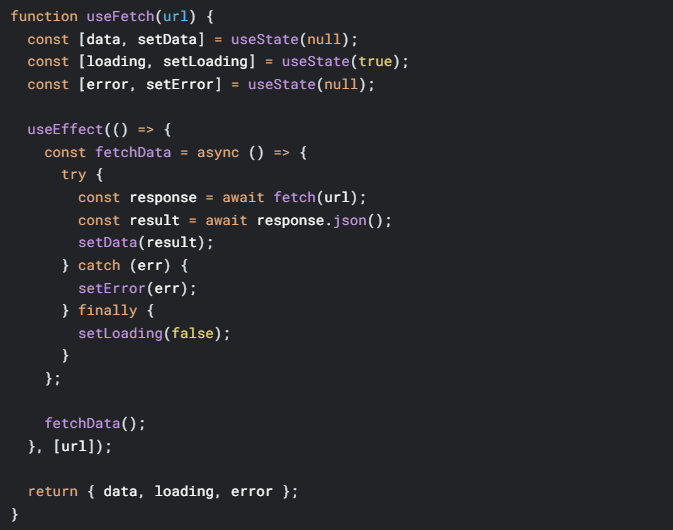 function useFetch(url) {
  const [data, setData] = useState(null);
  const [loading, setLoading] = useState(true);
  const [error, setError] = useState(null);

  useEffect(() => {
    const fetchData = async () => {
      try {
        const response = await fetch(url);
        const result = await response.json();
        setData(result);
      } catch (err) {
        setError(err);
      } finally {
        setLoading(false);
      }
    };

    fetchData();
  }, [url]);

  return { data, loading, error };
}